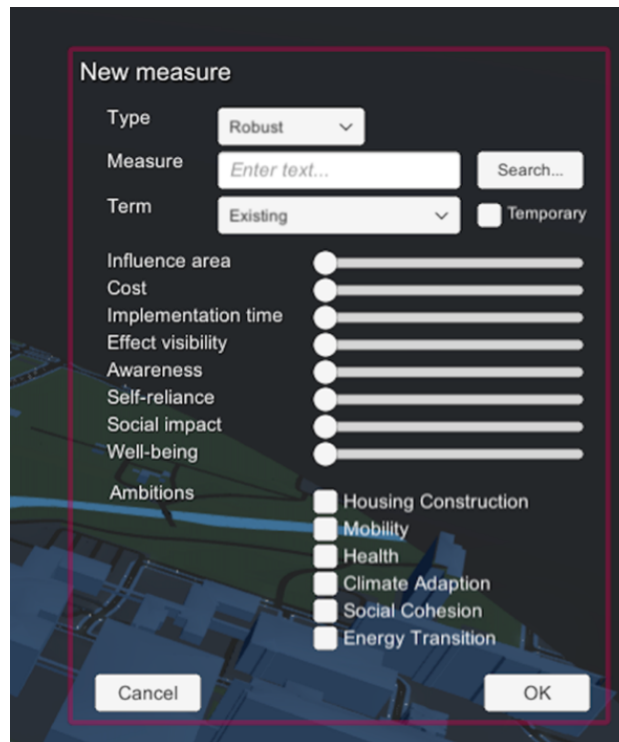 New measure
Type Robust
Measure Enter text... Search...
Term Existing Temporary
Influence area
Cost
Implementation time
Effect visibility
Awareness
Self-reliance
Social impact
Well-being
Ambitions
Housing Construction
Mobility
Health
Climate Adaption
Social Cohesion
Energy Transition
Cancel OK